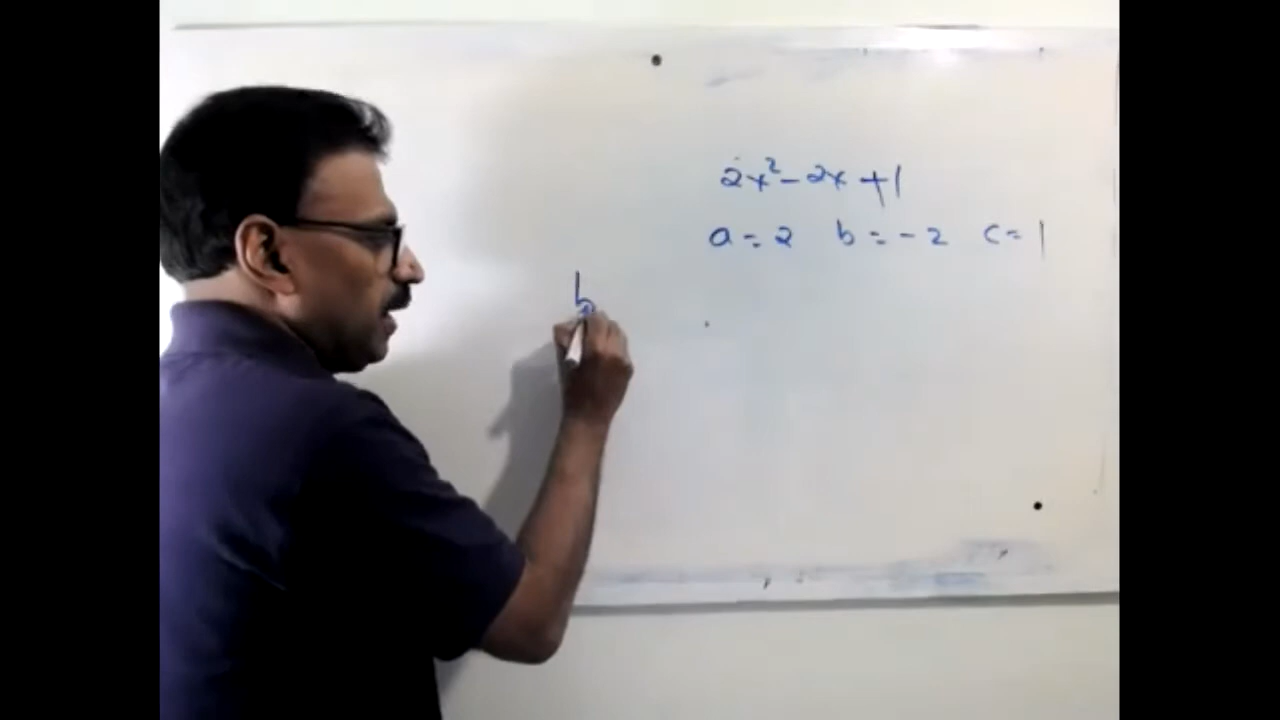 2x² - 2x + 1
a = 2 b = - 2 c = 1
b